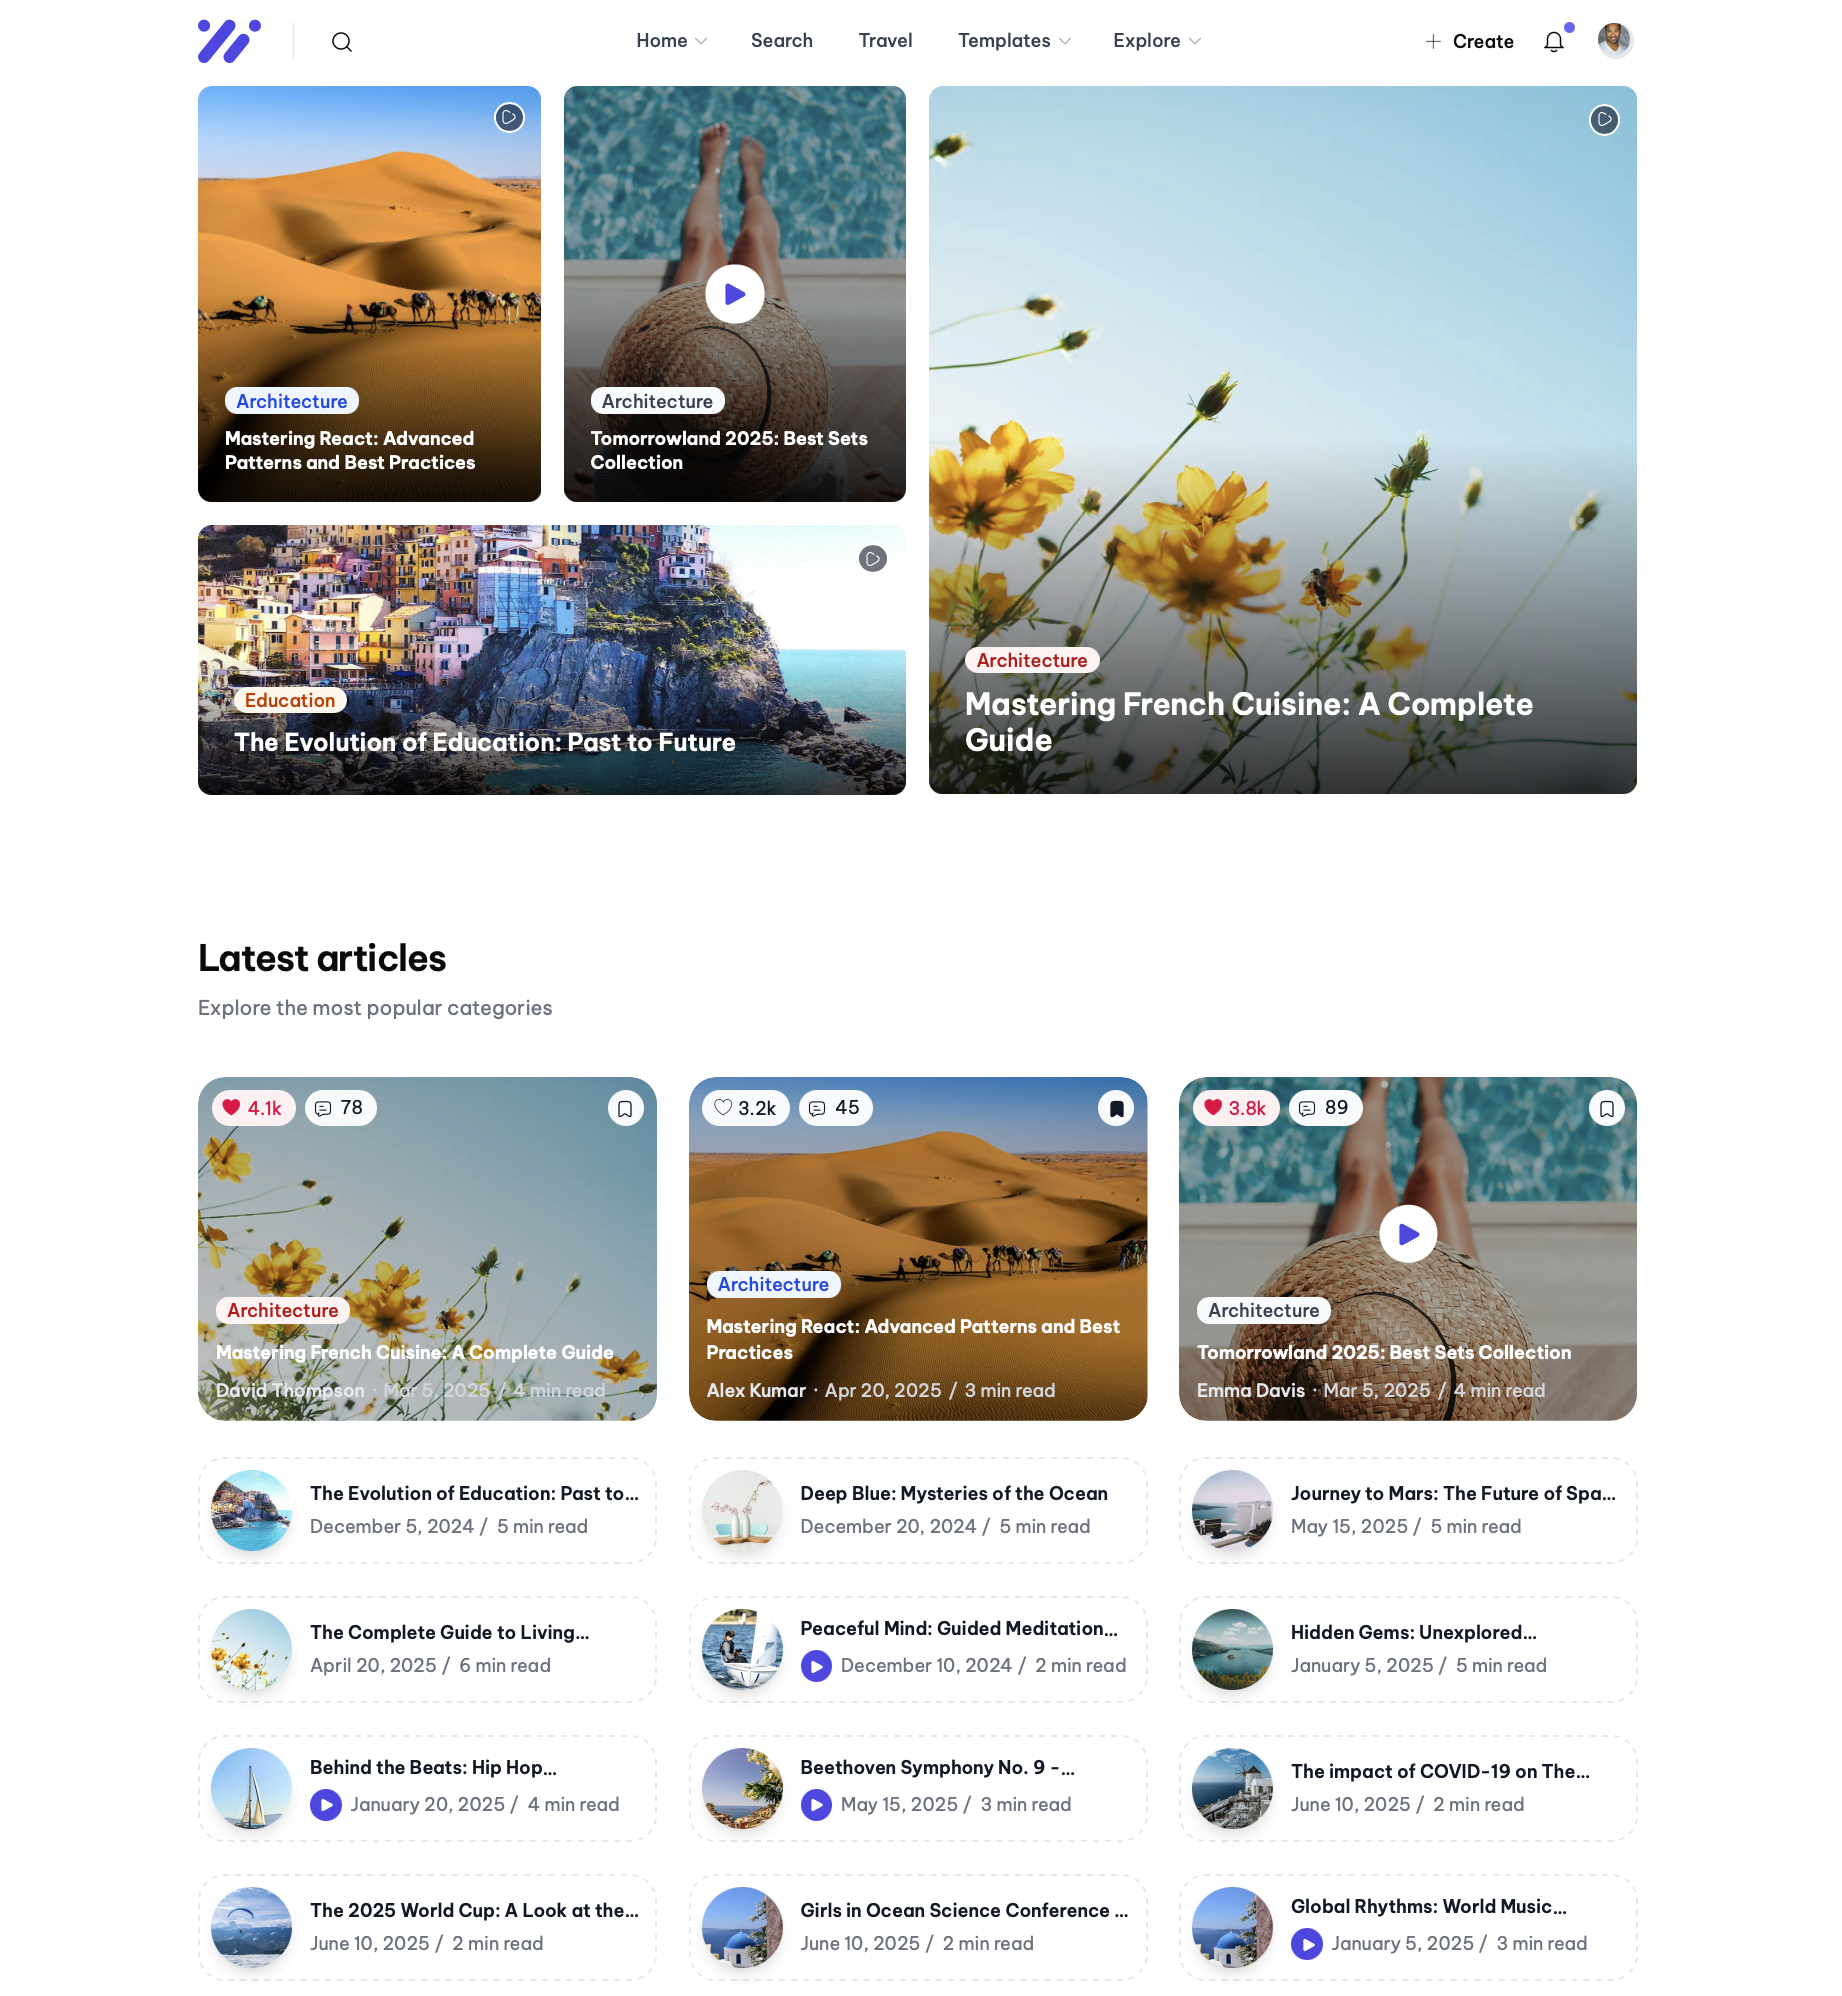 Home
Search
Travel
Templates
Explore
Create
Architecture
Mastering React: Advanced
Patterns and Best Practices
Architecture
Tomorrowland 2025: Best Sets
Collection
Education
The Evolution of Education: Past to Future
Architecture
Mastering French Cuisine: A Complete
Guide
Latest articles
Explore the most popular categories
4.1k
78
Architecture
Mastering French Cuisine: A Complete Guide
David Thompson · Mar 5, 2025 / 4 min read
3.2k
45
Architecture
Mastering React: Advanced Patterns and Best
Practices
Alex Kumar · Apr 20, 2025 / 3 min read
3.8k
89
Architecture
Tomorrowland 2025: Best Sets Collection
Emma Davis · Mar 5, 2025 / 4 min read
The Evolution of Education: Past to...
December 5, 2024 / 5 min read
Deep Blue: Mysteries of the Ocean
December 20, 2024 / 5 min read
Journey to Mars: The Future of Spa...
May 15, 2025 / 5 min read
The Complete Guide to Living...
April 20, 2025 / 6 min read
Peaceful Mind: Guided Meditation...
December 10, 2024 / 2 min read
Hidden Gems: Unexplored...
January 5, 2025 / 5 min read
Behind the Beats: Hip Hop...
January 20, 2025 / 4 min read
Beethoven Symphony No. 9 -...
May 15, 2025 / 3 min read
The impact of COVID-19 on The...
June 10, 2025 / 2 min read
The 2025 World Cup: A Look at the...
June 10, 2025 / 2 min read
Girls in Ocean Science Conference ...
June 10, 2025 / 2 min read
Global Rhythms: World Music...
January 5, 2025 / 3 min read